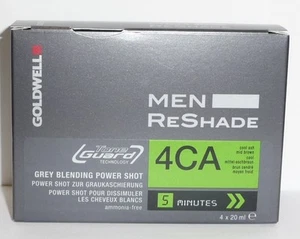 GOLDWELL
MEN
RESHADE
Tone
Guard
TECHNOLOGY
4CA
GREY BLENDING POWER SHOT
POWER SHOT ZUR GRAUKASCHIERUNG
POWER SHOT POUR DISSIMULER
LES CHEVEUX BLANCS
ammonia-free
5 MINUTES
4 x 20 ml e